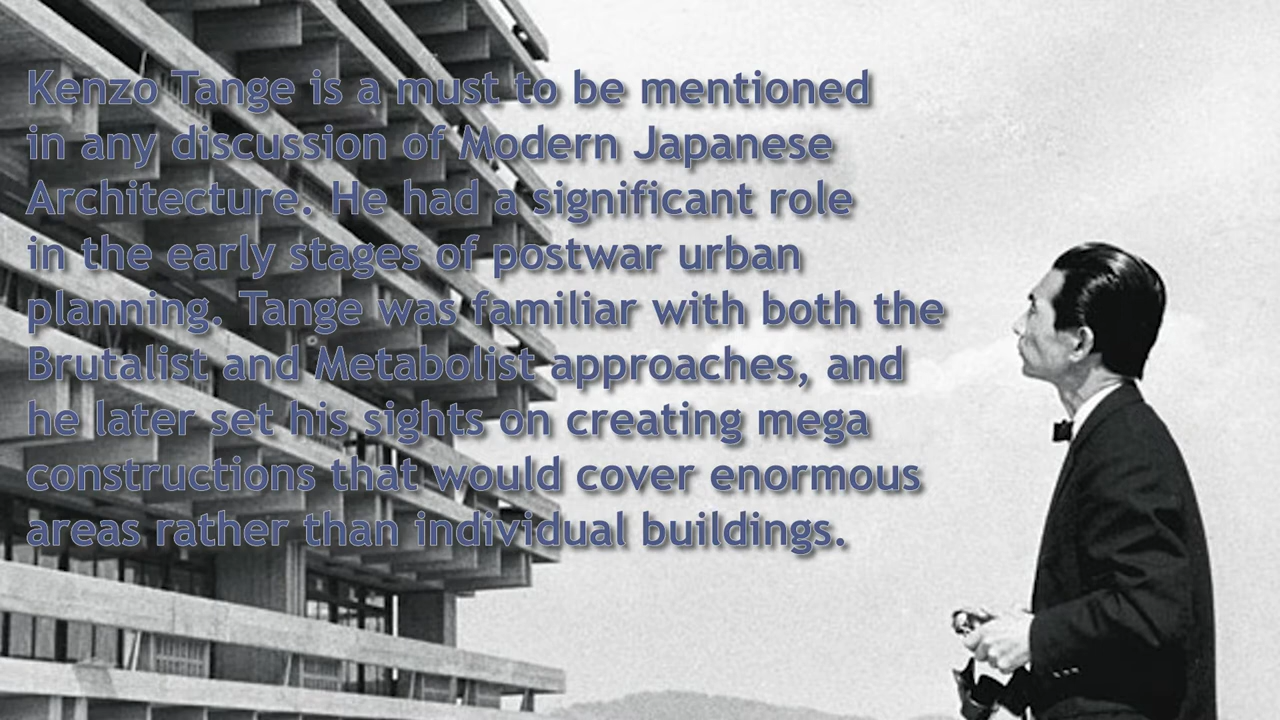 Kenzo Tange is a must to be mentioned
in any discussion of Modern Japanese
Architecture. He had a significant role
in the early stages of postwar urban
planning. Tange was familiar with both the
Brutalist and Metabolist approaches, and
he later set his sights on creating mega
constructions that would cover enormous
areas rather than individual buildings.